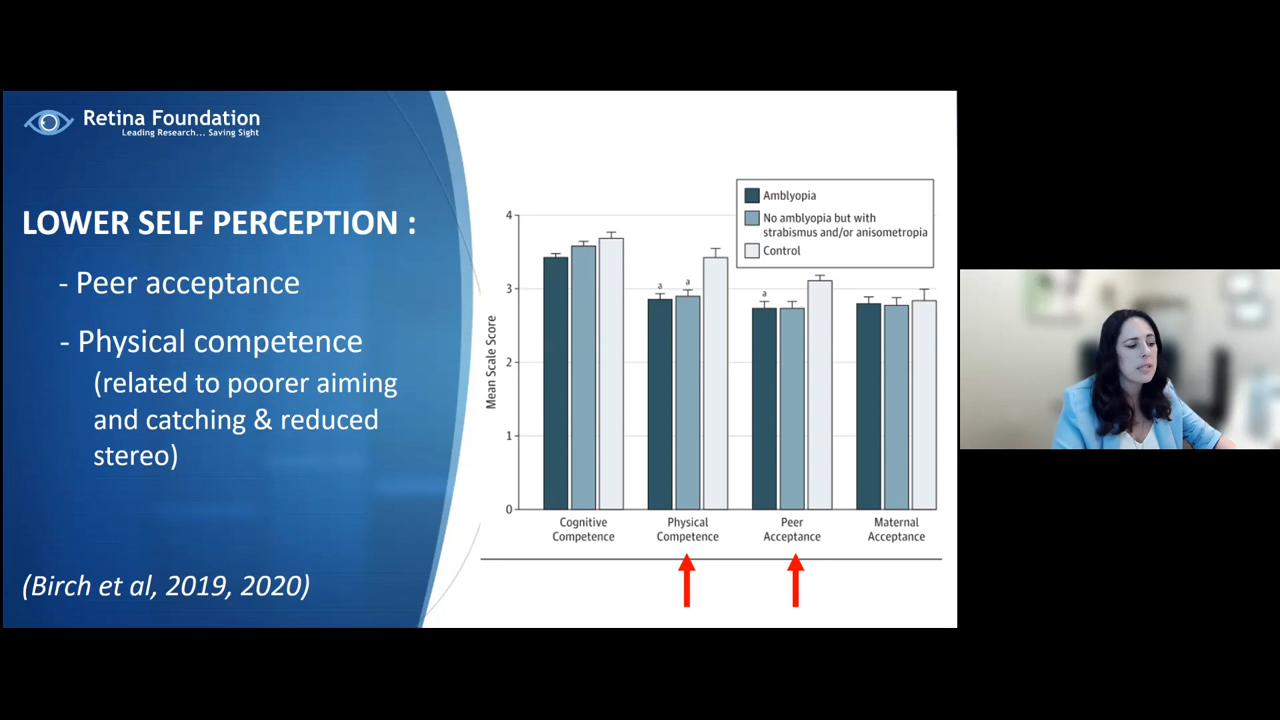 Retina Foundation
Leading Research... Saving Sight
LOWER SELF PERCEPTION :
- Peer acceptance
- Physical competence
(related to poorer aiming
and catching & reduced
stereo)
(Birch et al, 2019, 2020)
Amblyopia
No amblyopia but with
strabismus and/or anisometropia
Control
Mean Scale Score
4
3
2
1
0
a
a
a
Cognitive
Competence
Physical
Competence
Peer
Acceptance
Maternal
Acceptance